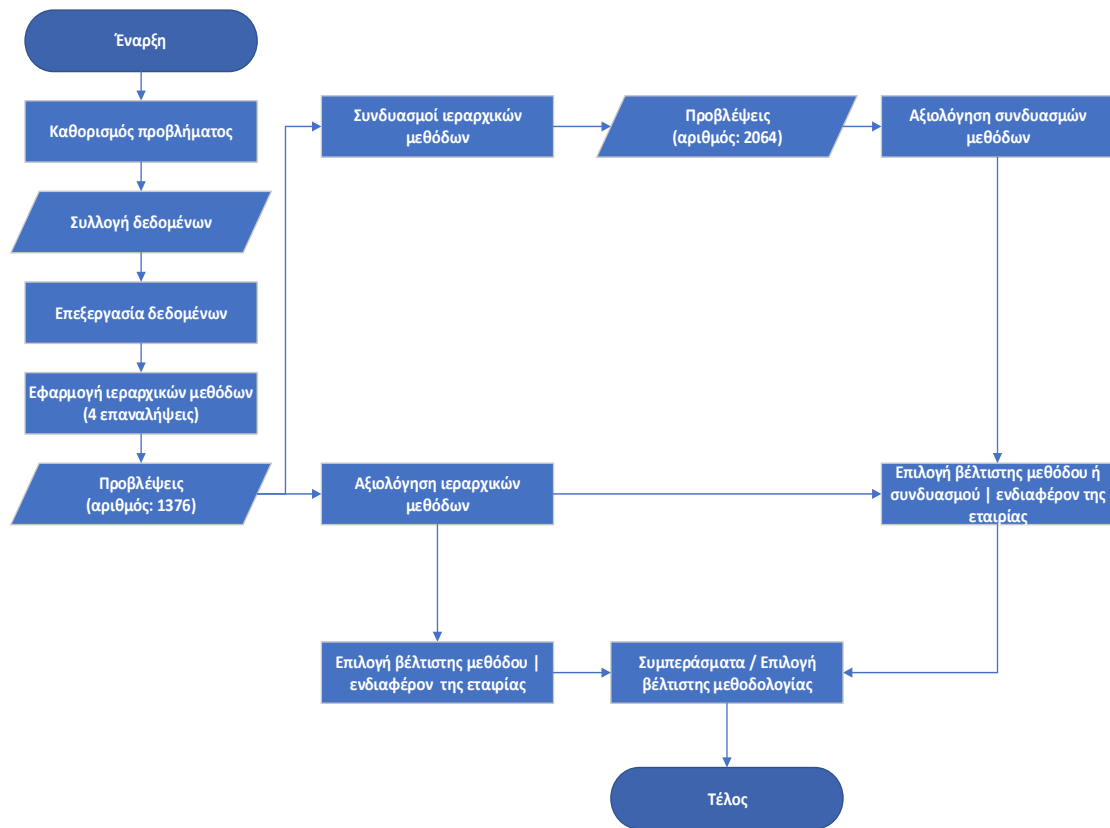 Έναρξη
Καθορισμός προβλήματος
Συλλογή δεδομένων
Επεξεργασία δεδομένων
Εφαρμογή ιεραρχικών μεθόδων
(4 επαναλήψεις)
Προβλέψεις
(αριθμός: 1376)
Συνδυασμοί ιεραρχικών
μεθόδων
Προβλέψεις
(αριθμός: 2064)
Αξιολόγηση συνδυασμών
μεθόδων
Αξιολόγηση ιεραρχικών
μεθόδων
Επιλογή βέλτιστης μεθόδου ή
συνδυασμού | ενδιαφέρον της
εταιρίας
Επιλογή βέλτιστης μεθόδου |
ενδιαφέρον της εταιρίας
Συμπεράσματα / Επιλογή
βέλτιστης μεθοδολογίας
Τέλος